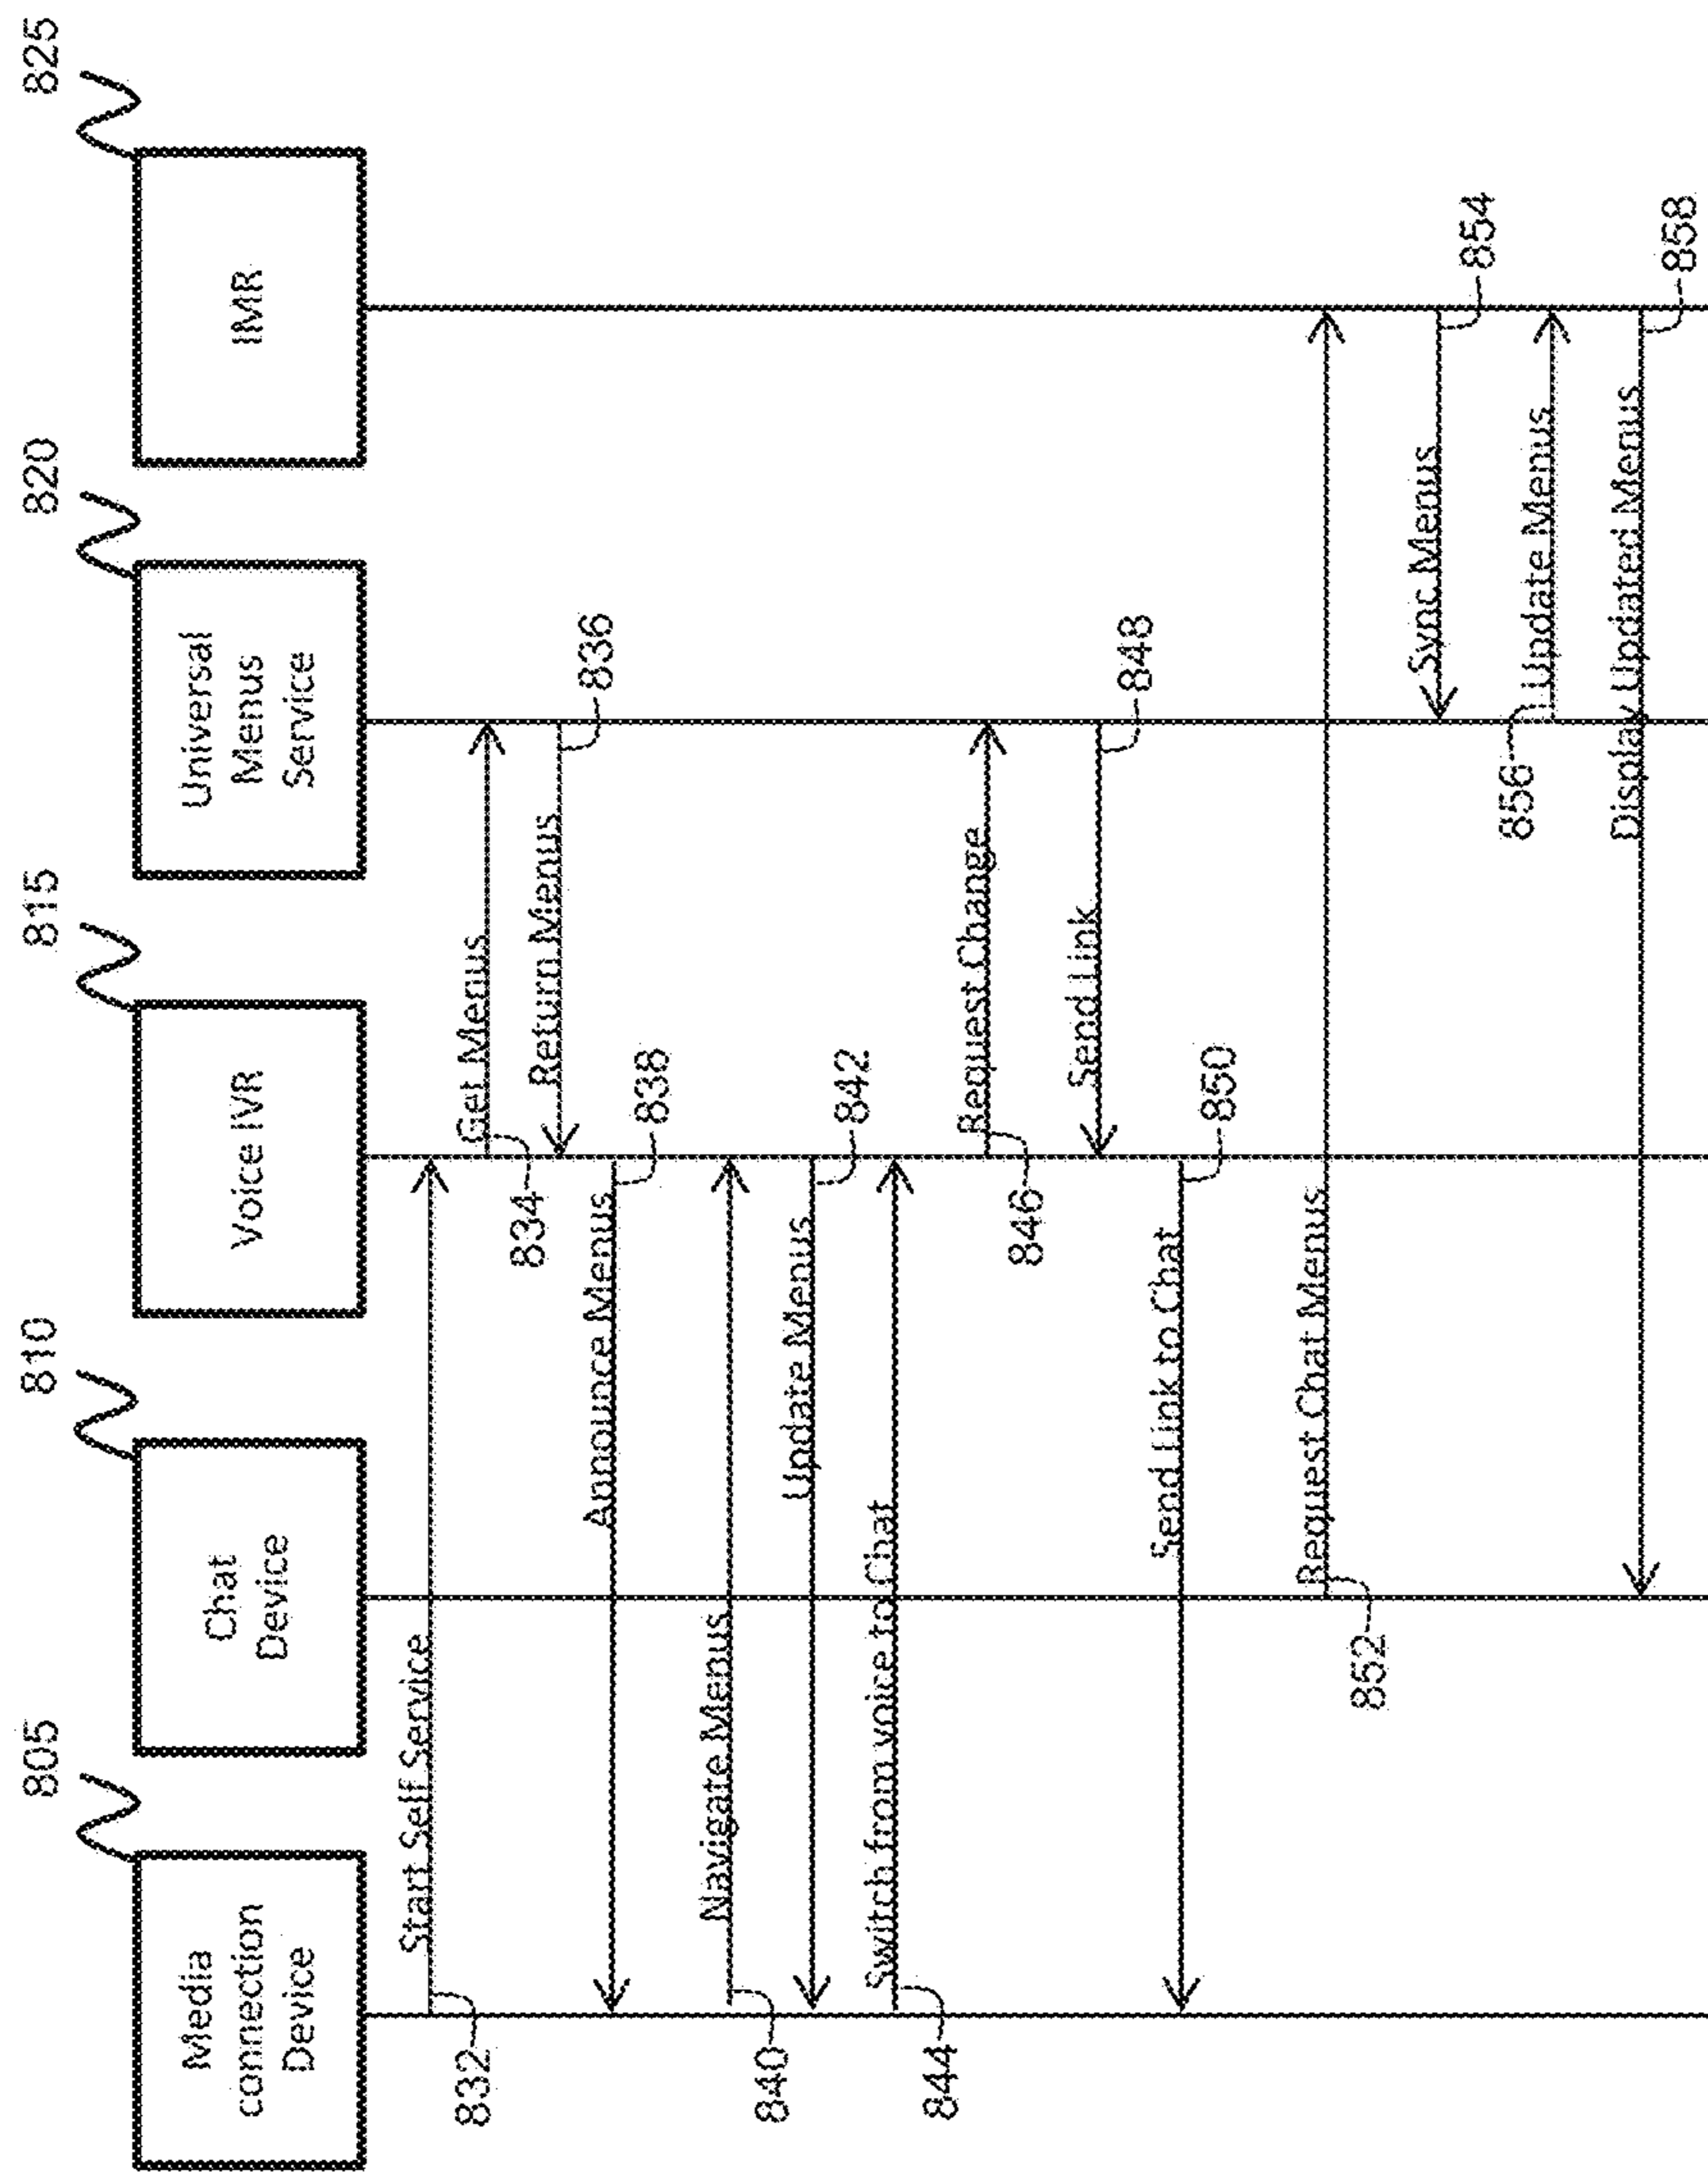 805
810
815
820
825
Media
connection
Device
Chat
Device
Voice IVR
Universal
Menus
Service
IMR
Start Self Service
832
Get Menus
834
Return Menus
836
Announce Menus
838
Navigate Menus
840
Update Menus
842
Switch from voice to Chat
844
Request Change
846
Send Link
848
Send Link to Chat
850
Request Chat Menus
852
Sync Menus
854
Update Menus
856
Display Updated Menus
858